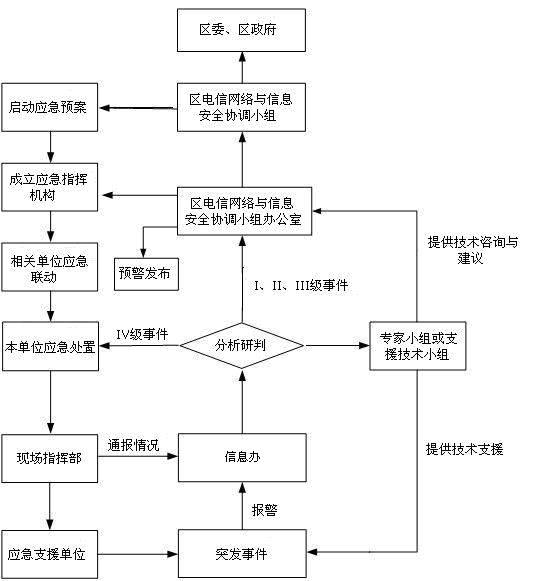 区委、区政府
启动应急预案
区电信网络与信息
安全协调小组
成立应急指挥
机构
区电信网络与信息
安全协调小组办公室
提供技术咨询与
建议
相关单位应急
联动
预警发布
I、II、III级事件
本单位应急处置
IV级事件
分析研判
专家小组或支
援技术小组
现场指挥部
通报情况
信息办
提供技术支援
报警
应急支援单位
突发事件